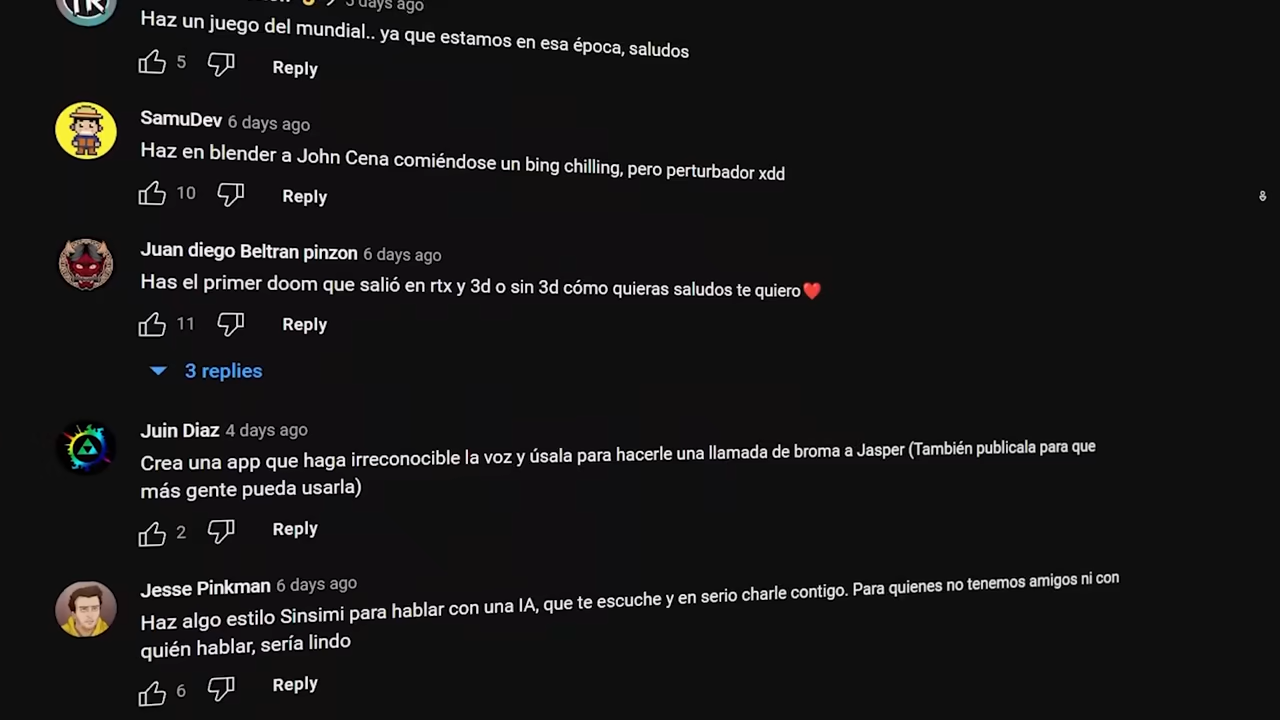 5 days ago
Haz un juego del mundial.. ya que estamos en esa época, saludos
5 Reply
SamuDev 6 days ago
Haz en blender a John Cena comiéndose un bing chilling, pero perturbador xdd
10 Reply
Juan diego Beltran pinzon 6 days ago
Has el primer doom que salió en rtx y 3d o sin 3d cómo quieras saludos te quiero❤️
11 Reply
3 replies
Juin Diaz 4 days ago
Crea una app que haga irreconocible la voz y úsala para hacerle una llamada de broma a Jasper (También publicala para que
más gente pueda usarla)
2 Reply
Jesse Pinkman 6 days ago
Haz algo estilo Sinsimi para hablar con una IA, que te escuche y en serio charle contigo. Para quienes no tenemos amigos ni con
quién hablar, sería lindo
6 Reply